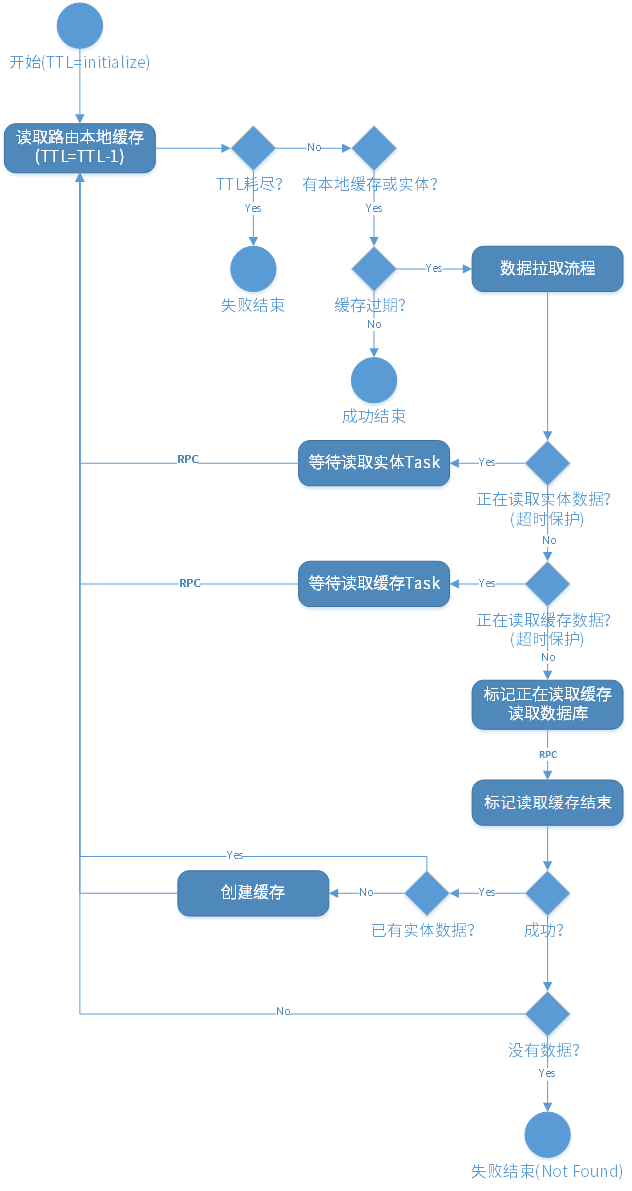 开始(TTL=initialize)
读取路由本地缓存
(TTL=TTL-1)
No
TTL耗尽?
有本地缓存或实体?
Yes
Yes
Yes
数据拉取流程
失败结束
缓存过期?
No
成功结束
RPC
等待读取实体Task
Yes
正在读取实体数据?
(超时保护)
No
RPC
等待读取缓存Task
Yes
正在读取缓存数据?
(超时保护)
No
标记正在读取缓存
读取数据库
RPC
标记读取缓存结束
Yes
创建缓存
No
Yes
已有实体数据?
成功?
No
没有数据?
Yes
失败结束(Not Found)